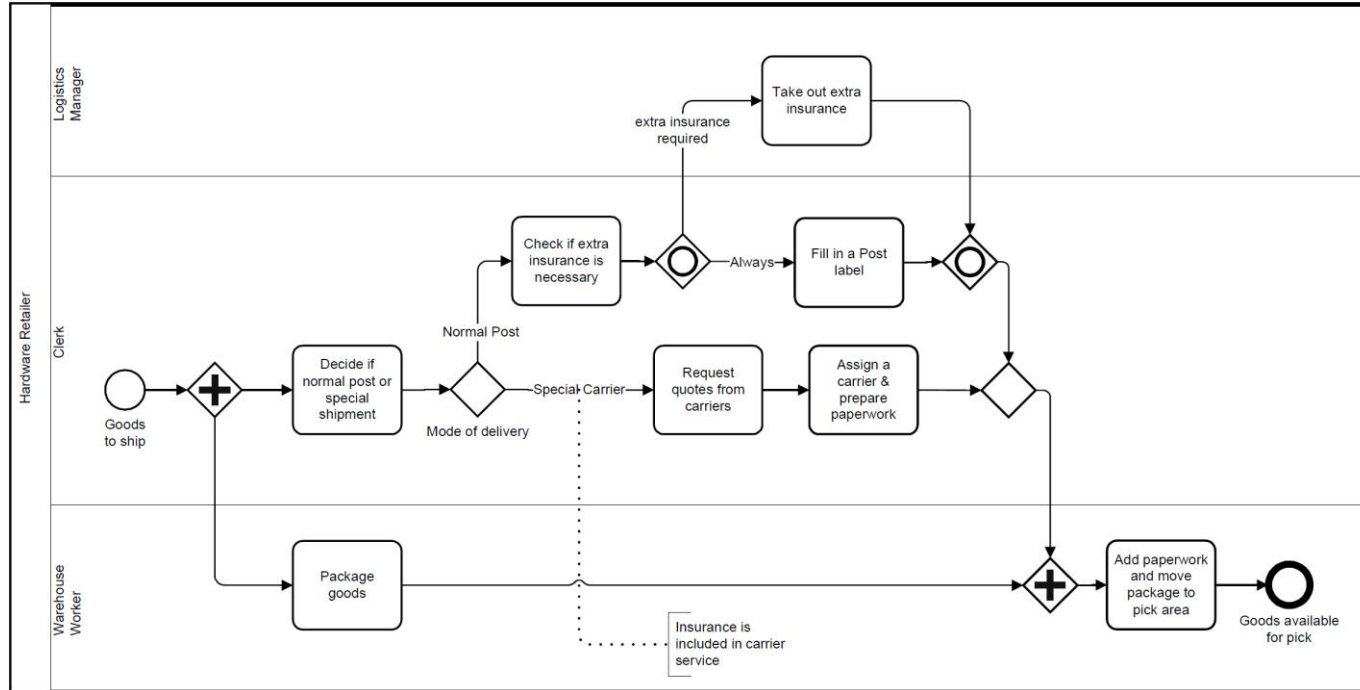 Hardware Retailer
Logistics
Manager
Take out extra
insurance
extra insurance
required
Clerk
Check if extra
insurance is
necessary
Always
Fill in a Post
label
Normal Post
Goods
to ship
Decide if
normal post or
special
shipment
Mode of delivery
Special Carrier
Request
quotes from
carriers
Assign a
carrier &
prepare
paperwork
Warehouse
Worker
Package
goods
Insurance is
included in carrier
service
Add paperwork
and move
package to
pick area
Goods available
for pick